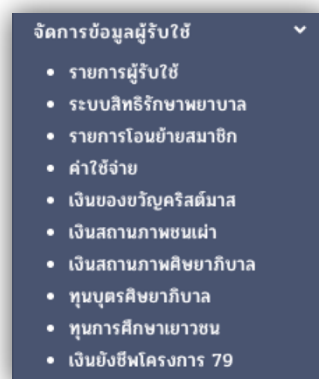 จัดการข้อมูลผู้รับใช้
รายการผู้รับใช้
ระบบสิทธิรักษาพยาบาล
รายการโอนย้ายสมาชิก
ค่าใช้จ่าย
เงินของขวัญคริสต์มาส
เงินสถานภาพชนเผ่า
เงินสถานภาพศิษยาภิบาล
ทุนบุตรศิษยาภิบาล
ทุนการศึกษาเยาวชน
เงินยังชีพโครงการ 79